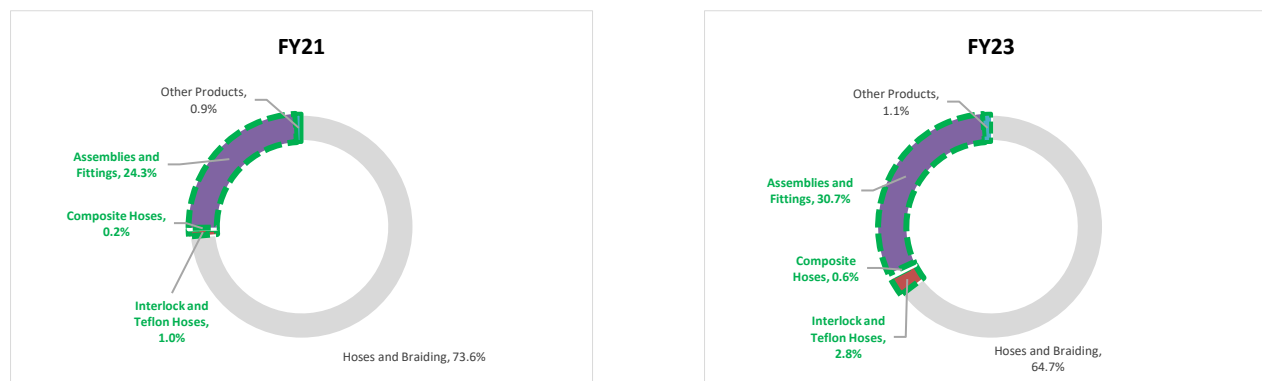 FY21
Other Products,
0.9%
Assemblies and
Fittings, 24.3%
Composite Hoses,
0.2%
Interlock and
Teflon Hoses,
1.0%
Hoses and Braiding, 73.6%
FY23
Other Products,
1.1%
Assemblies and
Fittings, 30.7%
Composite
Hoses, 0.6%
Interlock and
Teflon Hoses,
2.8%
Hoses and Braiding,
64.7%